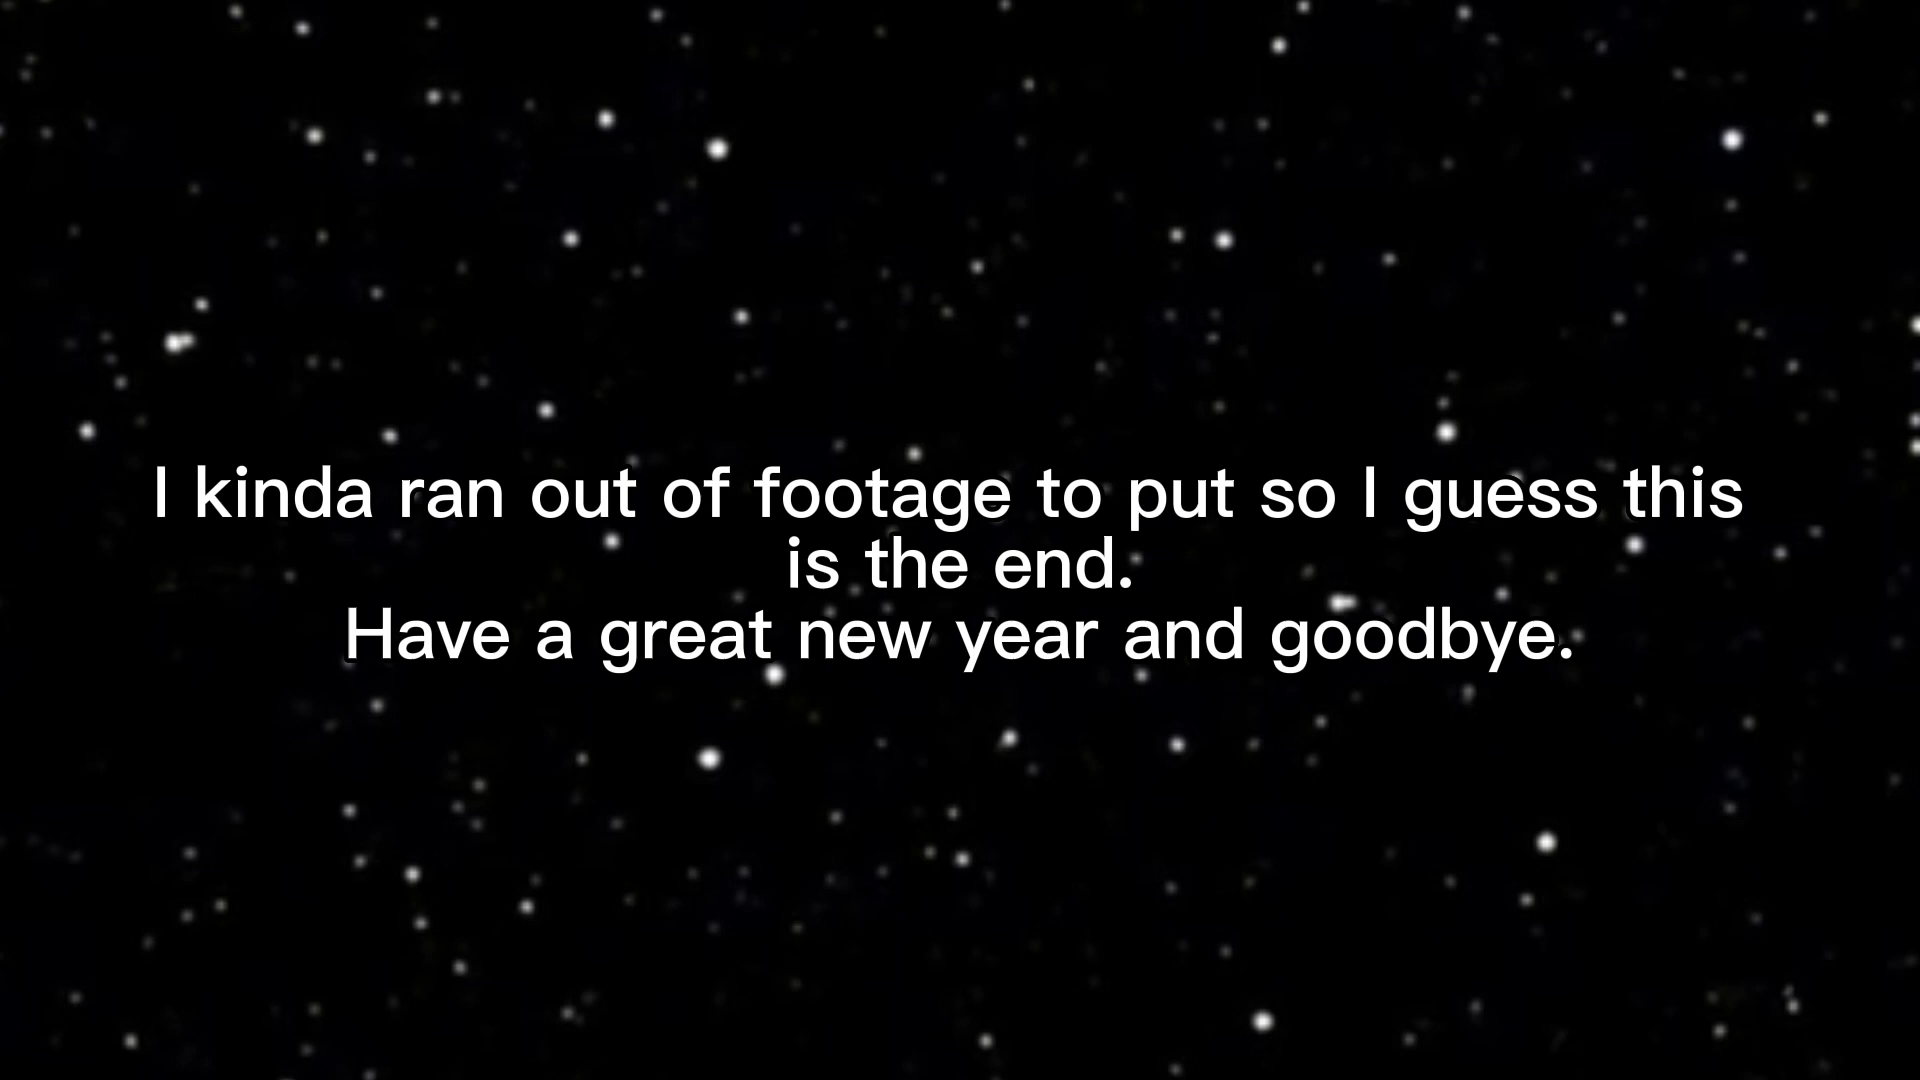 I kinda ran out of footage to put so I guess this
is the end.
Have a great new year and goodbye.